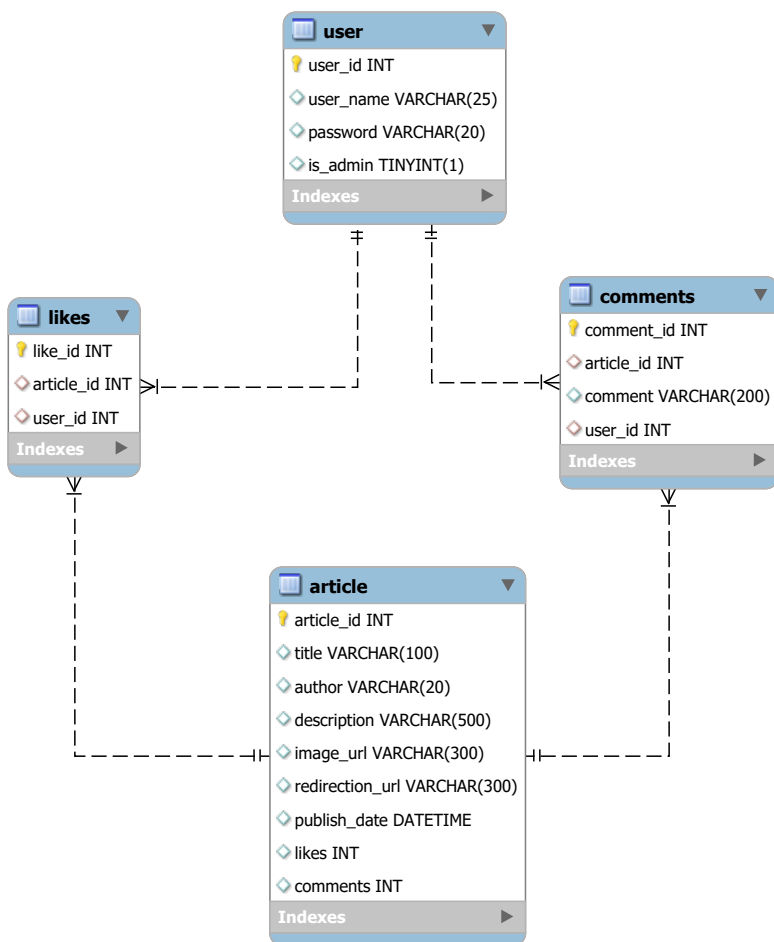 user
user_id INT
user_name VARCHAR(25)
password VARCHAR(20)
is_admin TINYINT(1)
Indexes
likes
like_id INT
article_id INT
user_id INT
Indexes
comments
comment_id INT
article_id INT
comment VARCHAR(200)
user_id INT
Indexes
article
article_id INT
title VARCHAR(100)
author VARCHAR(20)
description VARCHAR(500)
image_url VARCHAR(300)
redirection_url VARCHAR(300)
publish_date DATETIME
likes INT
comments INT
Indexes